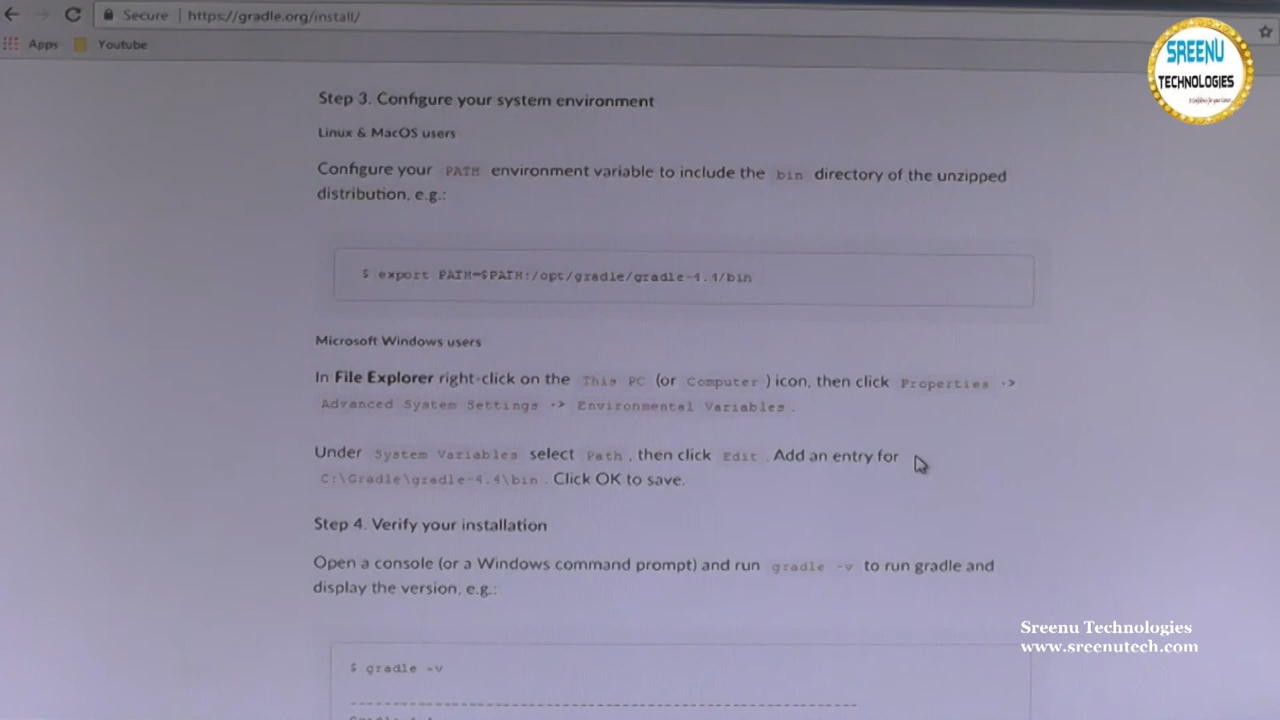 Secure https://gradle.org/install/
Apps Youtube
SREENU
TECHNOLOGIES
Step 3. Configure your system environment
Linux & MacOS users
Configure your PATH environment variable to include the bin directory of the unzipped
distribution, e.g.:
$ export PATH=$PATH:/opt/gradle/gradle-4.4/bin
Microsoft Windows users
In File Explorer right-click on the This PC (or Computer ) icon, then click Properties ->
Advanced System Settings -> Environmental Variables .
Under System Variables select Path , then click Edit . Add an entry for
C:\Gradle\gradle-4.4\bin . Click OK to save.
Step 4. Verify your installation
Open a console (or a Windows command prompt) and run gradle -v to run gradle and
display the version, e.g.:
Sreenu Technologies
www.sreenutech.com
$ gradle -v
------------------------------------------------------------